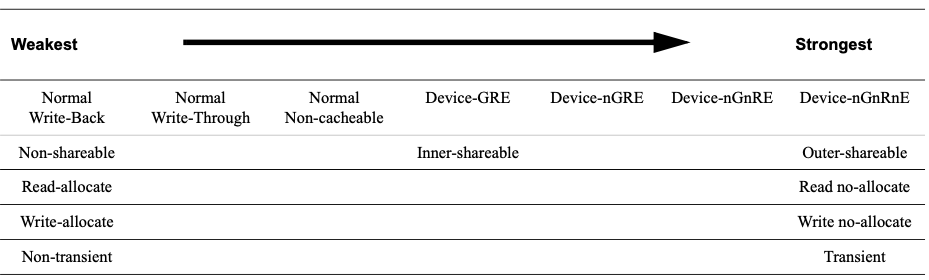 Weakest Strongest
Normal Normal Normal Device-GRE Device-nGRE Device-nGnRE Device-nGnRnE
Write-Back Write-Through Non-cacheable
Non-shareable Inner-shareable Outer-shareable
Read-allocate Read no-allocate
Write-allocate Write no-allocate
Non-transient Transient